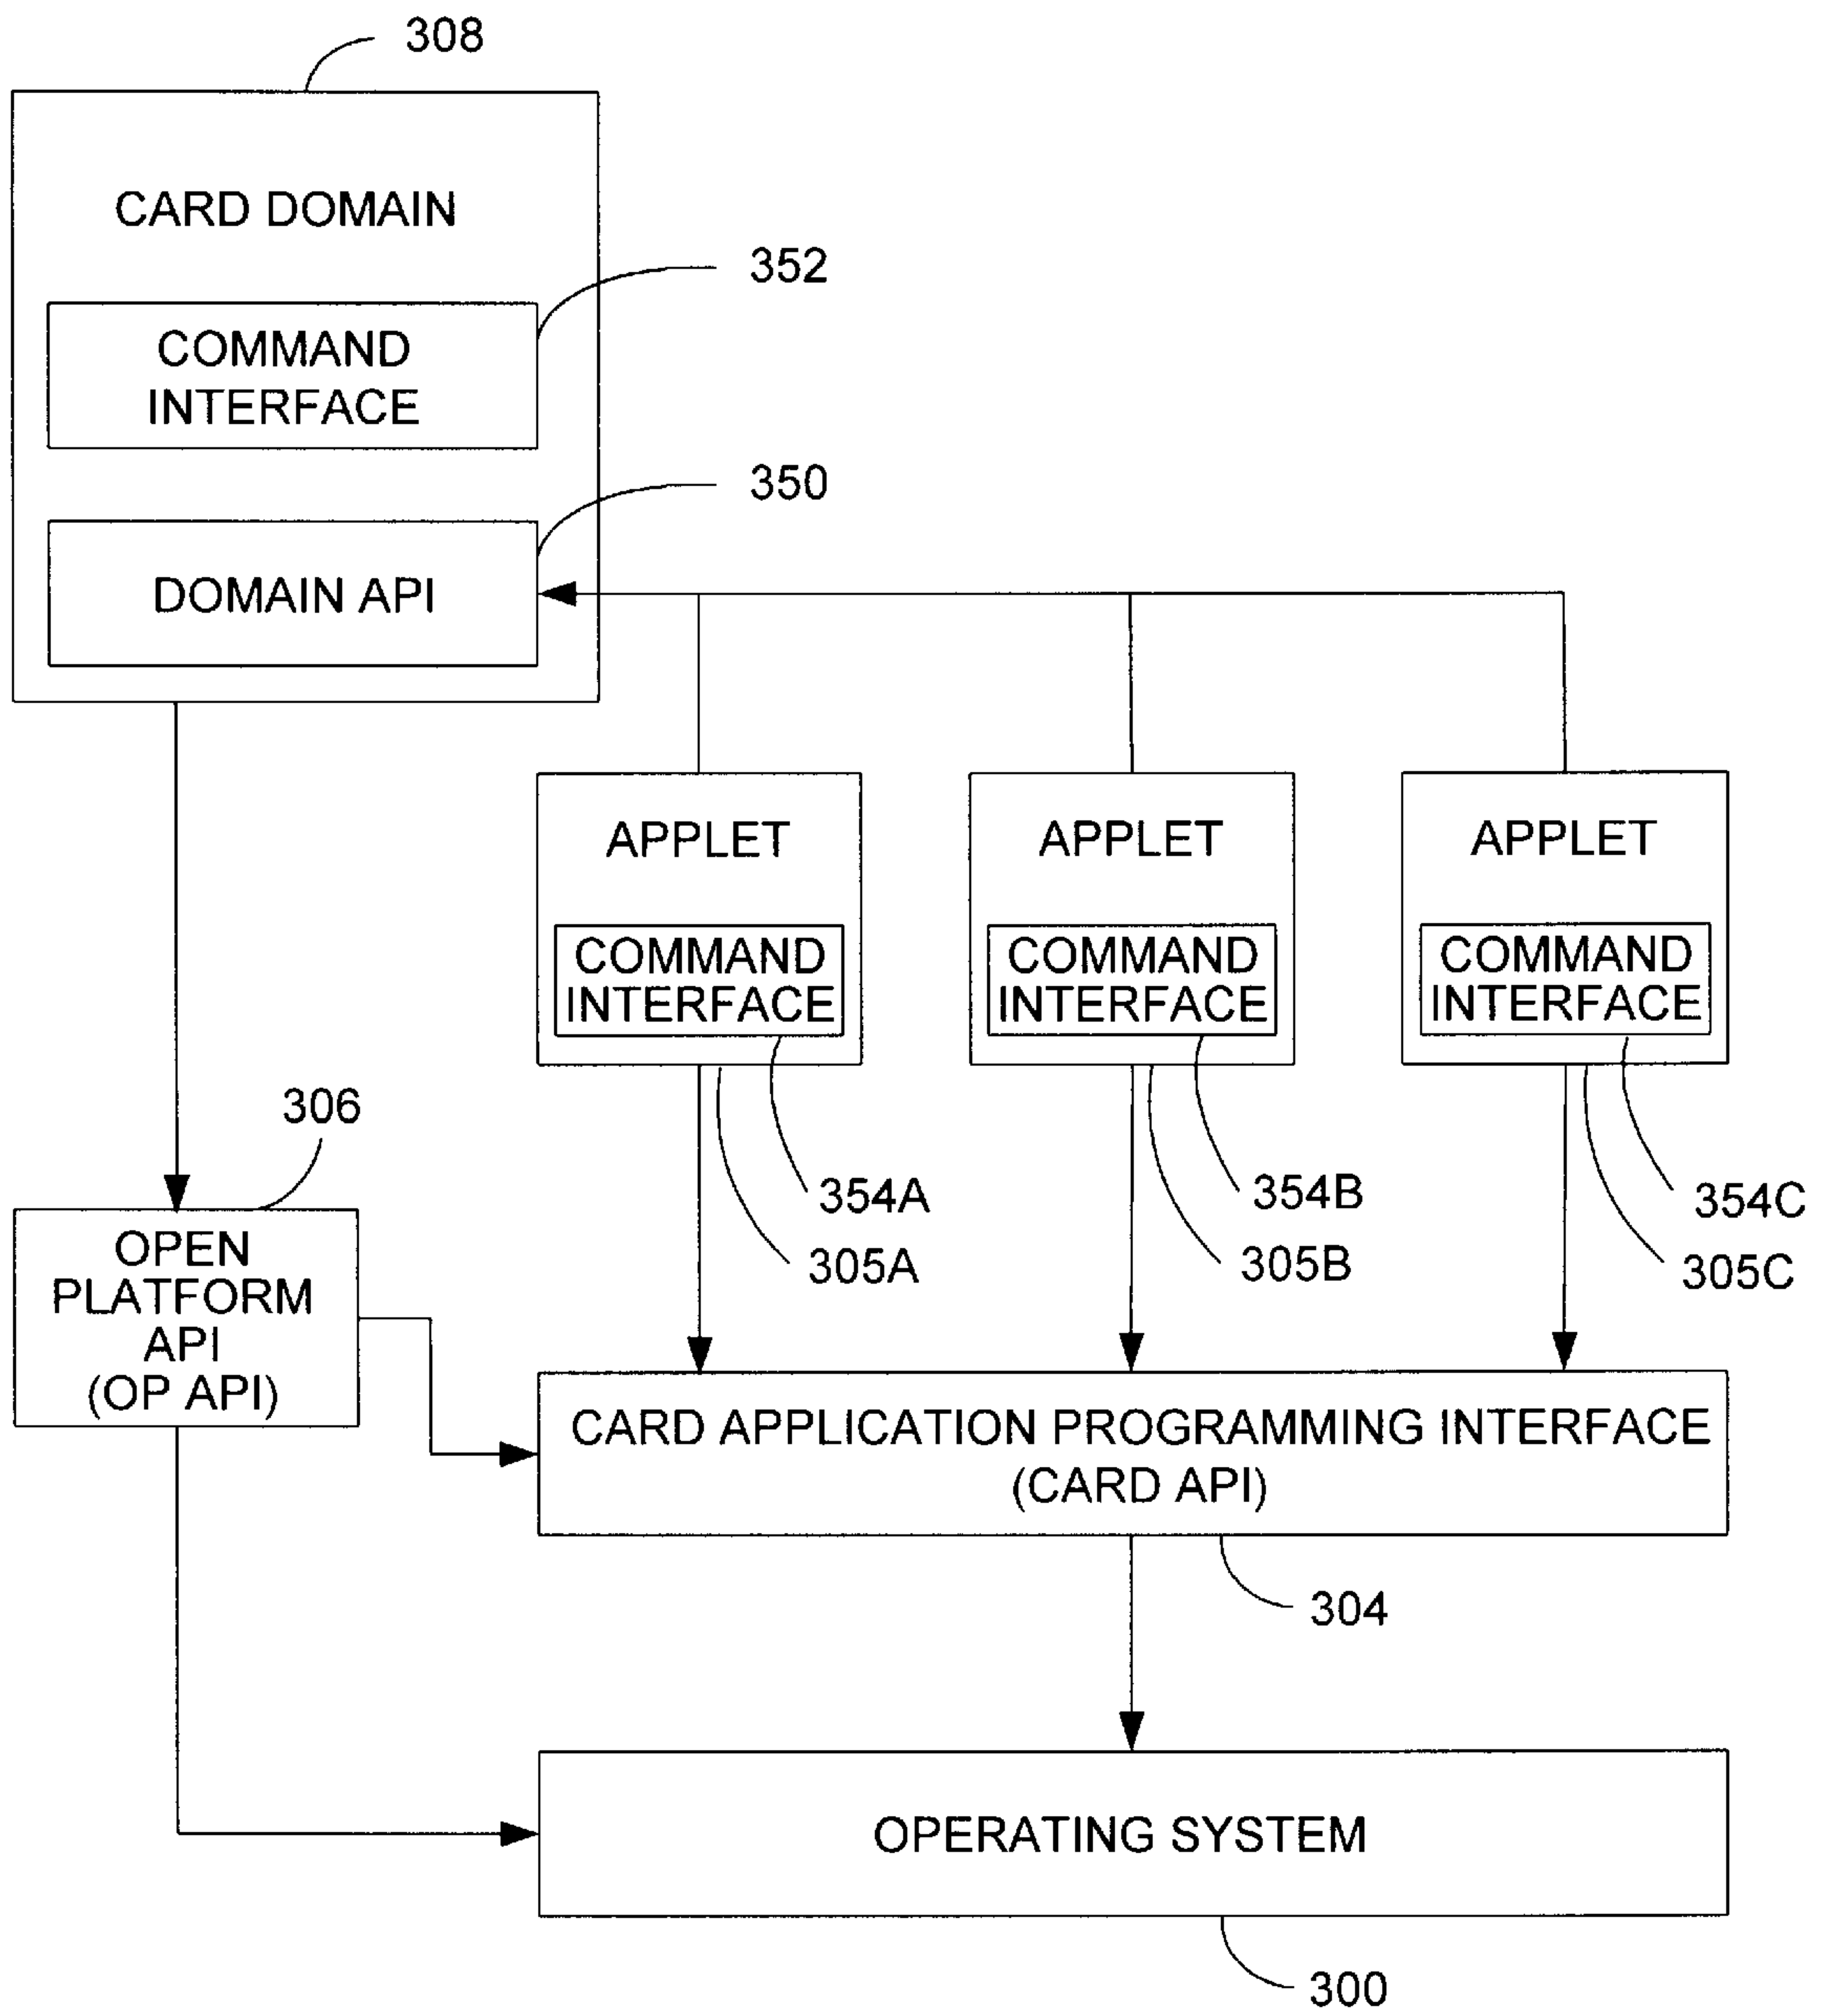 308
CARD DOMAIN
352
COMMAND
INTERFACE
350
DOMAIN API
APPLET
COMMAND
INTERFACE
APPLET
COMMAND
INTERFACE
APPLET
COMMAND
INTERFACE
306
354A
305A
354B
305B
354C
305C
OPEN
PLATFORM
API
(OP API)
CARD APPLICATION PROGRAMMING INTERFACE
(CARD API)
304
OPERATING SYSTEM
300